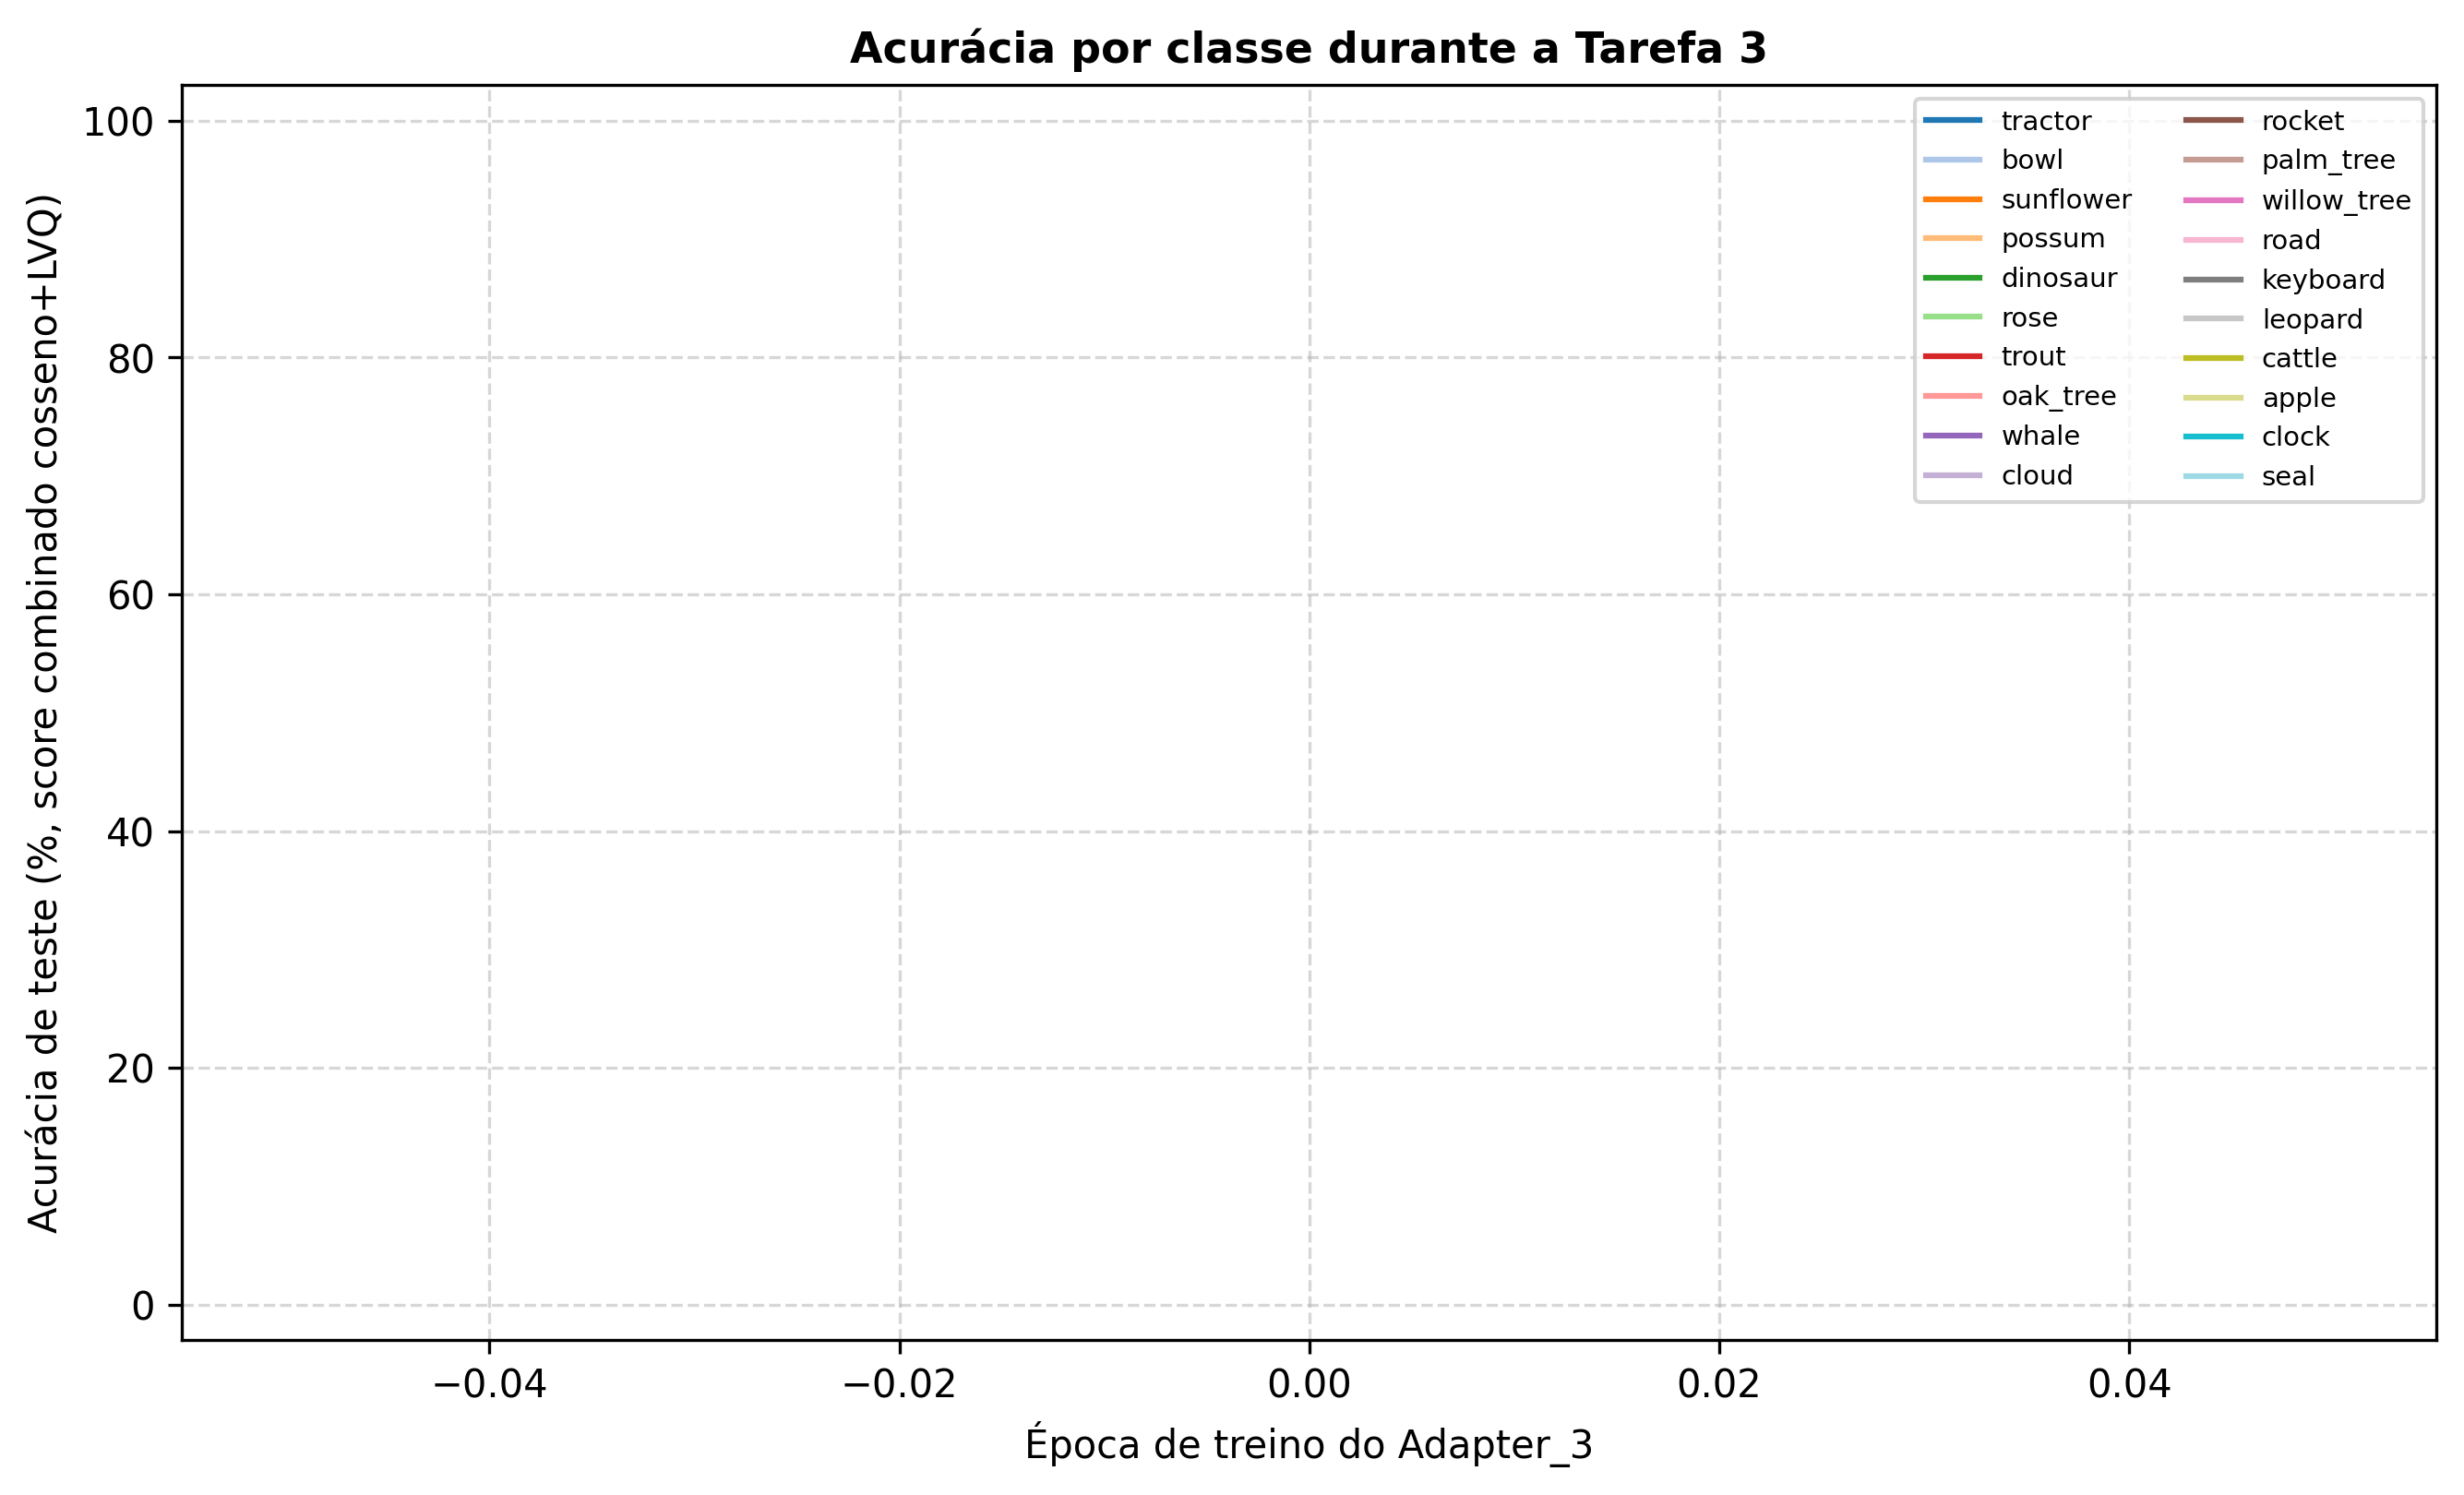 Acurácia por classe durante a Tarefa 3
Acurácia de teste (%, score combinado cosseno+LVQ)
100
80
60
40
20
0
tractor
bowl
sunflower
possum
dinosaur
rose
trout
oak_tree
whale
cloud
rocket
palm_tree
willow_tree
road
keyboard
leopard
cattle
apple
clock
seal
−0.04 −0.02 0.00 0.02 0.04
Época de treino do Adapter_3